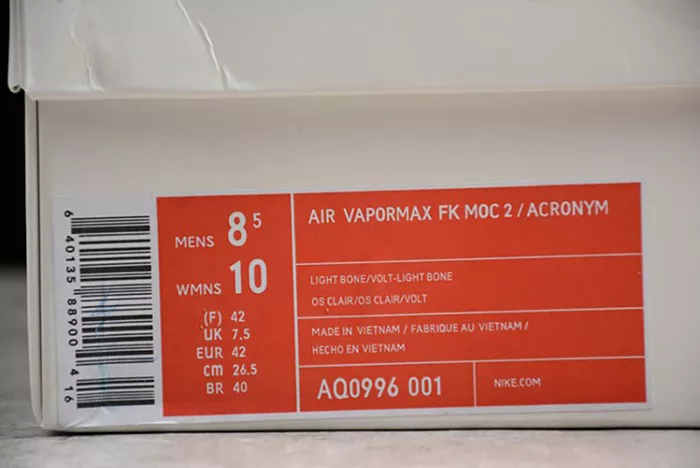 6 40135 88900 4 16
MENS 8 5
WMNS 10
(F) 42
UK 7.5
EUR 42
cm 26.5
BR 40
AIR VAPORMAX FK MOC 2 / ACRONYM
LIGHT BONE/VOLT-LIGHT BONE
OS CLAIR/OS CLAIR/VOLT
MADE IN VIETNAM / FABRIQUE AU VIETNAM /
HECHO EN VIETNAM
AQ0996 001
NIKE.COM